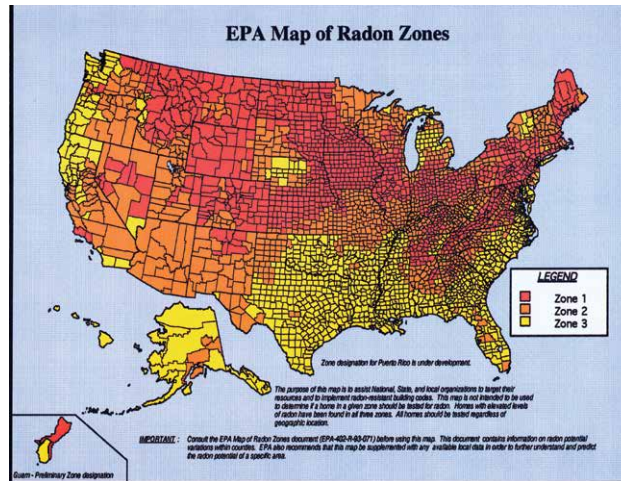 EPA Map of Radon Zones
LEGEND
Zone 1
Zone 2
Zone 3
Zone designation for Puerto Rico is under development.
The purpose of this map is to assist National, State, and local organizations to target their
resources and to implement radon-resistant building codes. This map is not intended to be used
to determine if a home in a given zone should be tested for radon. Homes with elevated levels
of radon have been found in all three zones. All homes should be tested regardless of
geographic location.
IMPORTANT : Consult the EPA Map of Radon Zones document (EPA-402-R-93-071) before using this map. This document contains information on radon potential
variations within counties. EPA also recommends that this map be supplemented with any available local data in order to further understand and predict
the radon potential of a specific area.
Guam - Preliminary Zone designation